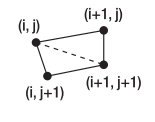 (i+1, j)
(i, j)
(i+1, j+1)
(i, j+1)